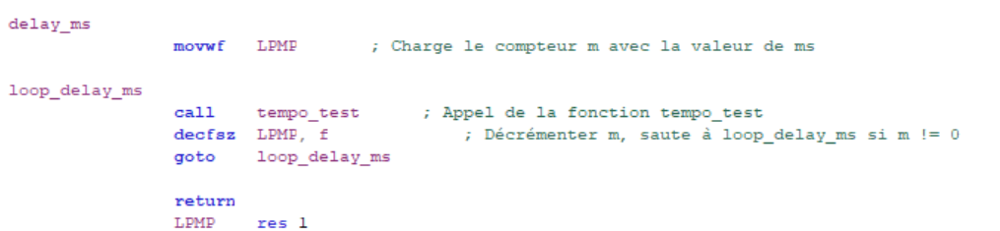 delay_ms
movwf LPMP ; Charge le compteur m avec la valeur de ms
loop_delay_ms
call tempo_test ; Appel de la fonction tempo_test
decfsz LPMP, f ; Décrémenter m, saute à loop_delay_ms si m != 0
goto loop_delay_ms
return
LPMP res 1